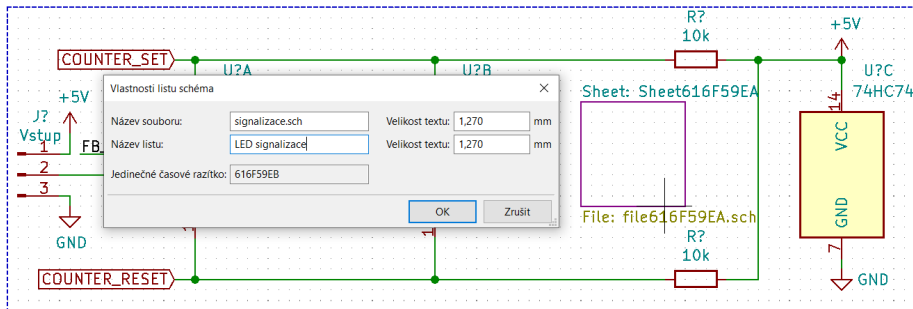 COUNTER_SET
R?
10k
+5V
U?A
U?B
U?C
74HC74
Vlastnosti listu schéma
Název souboru:
signalizace.sch
Velikost textu:
1,270
mm
Název listu:
LED signalizace
Velikost textu:
1,270
mm
Jedinečné časové razítko:
616F59EB
OK
Zrušit
J?
Vstup
+5V
1
2
3
FB
GND
Sheet: Sheet616F59EA
File: file616F59EA.sch
14
VCC
GND
7
GND
1
COUNTER_RESET
R?
10k